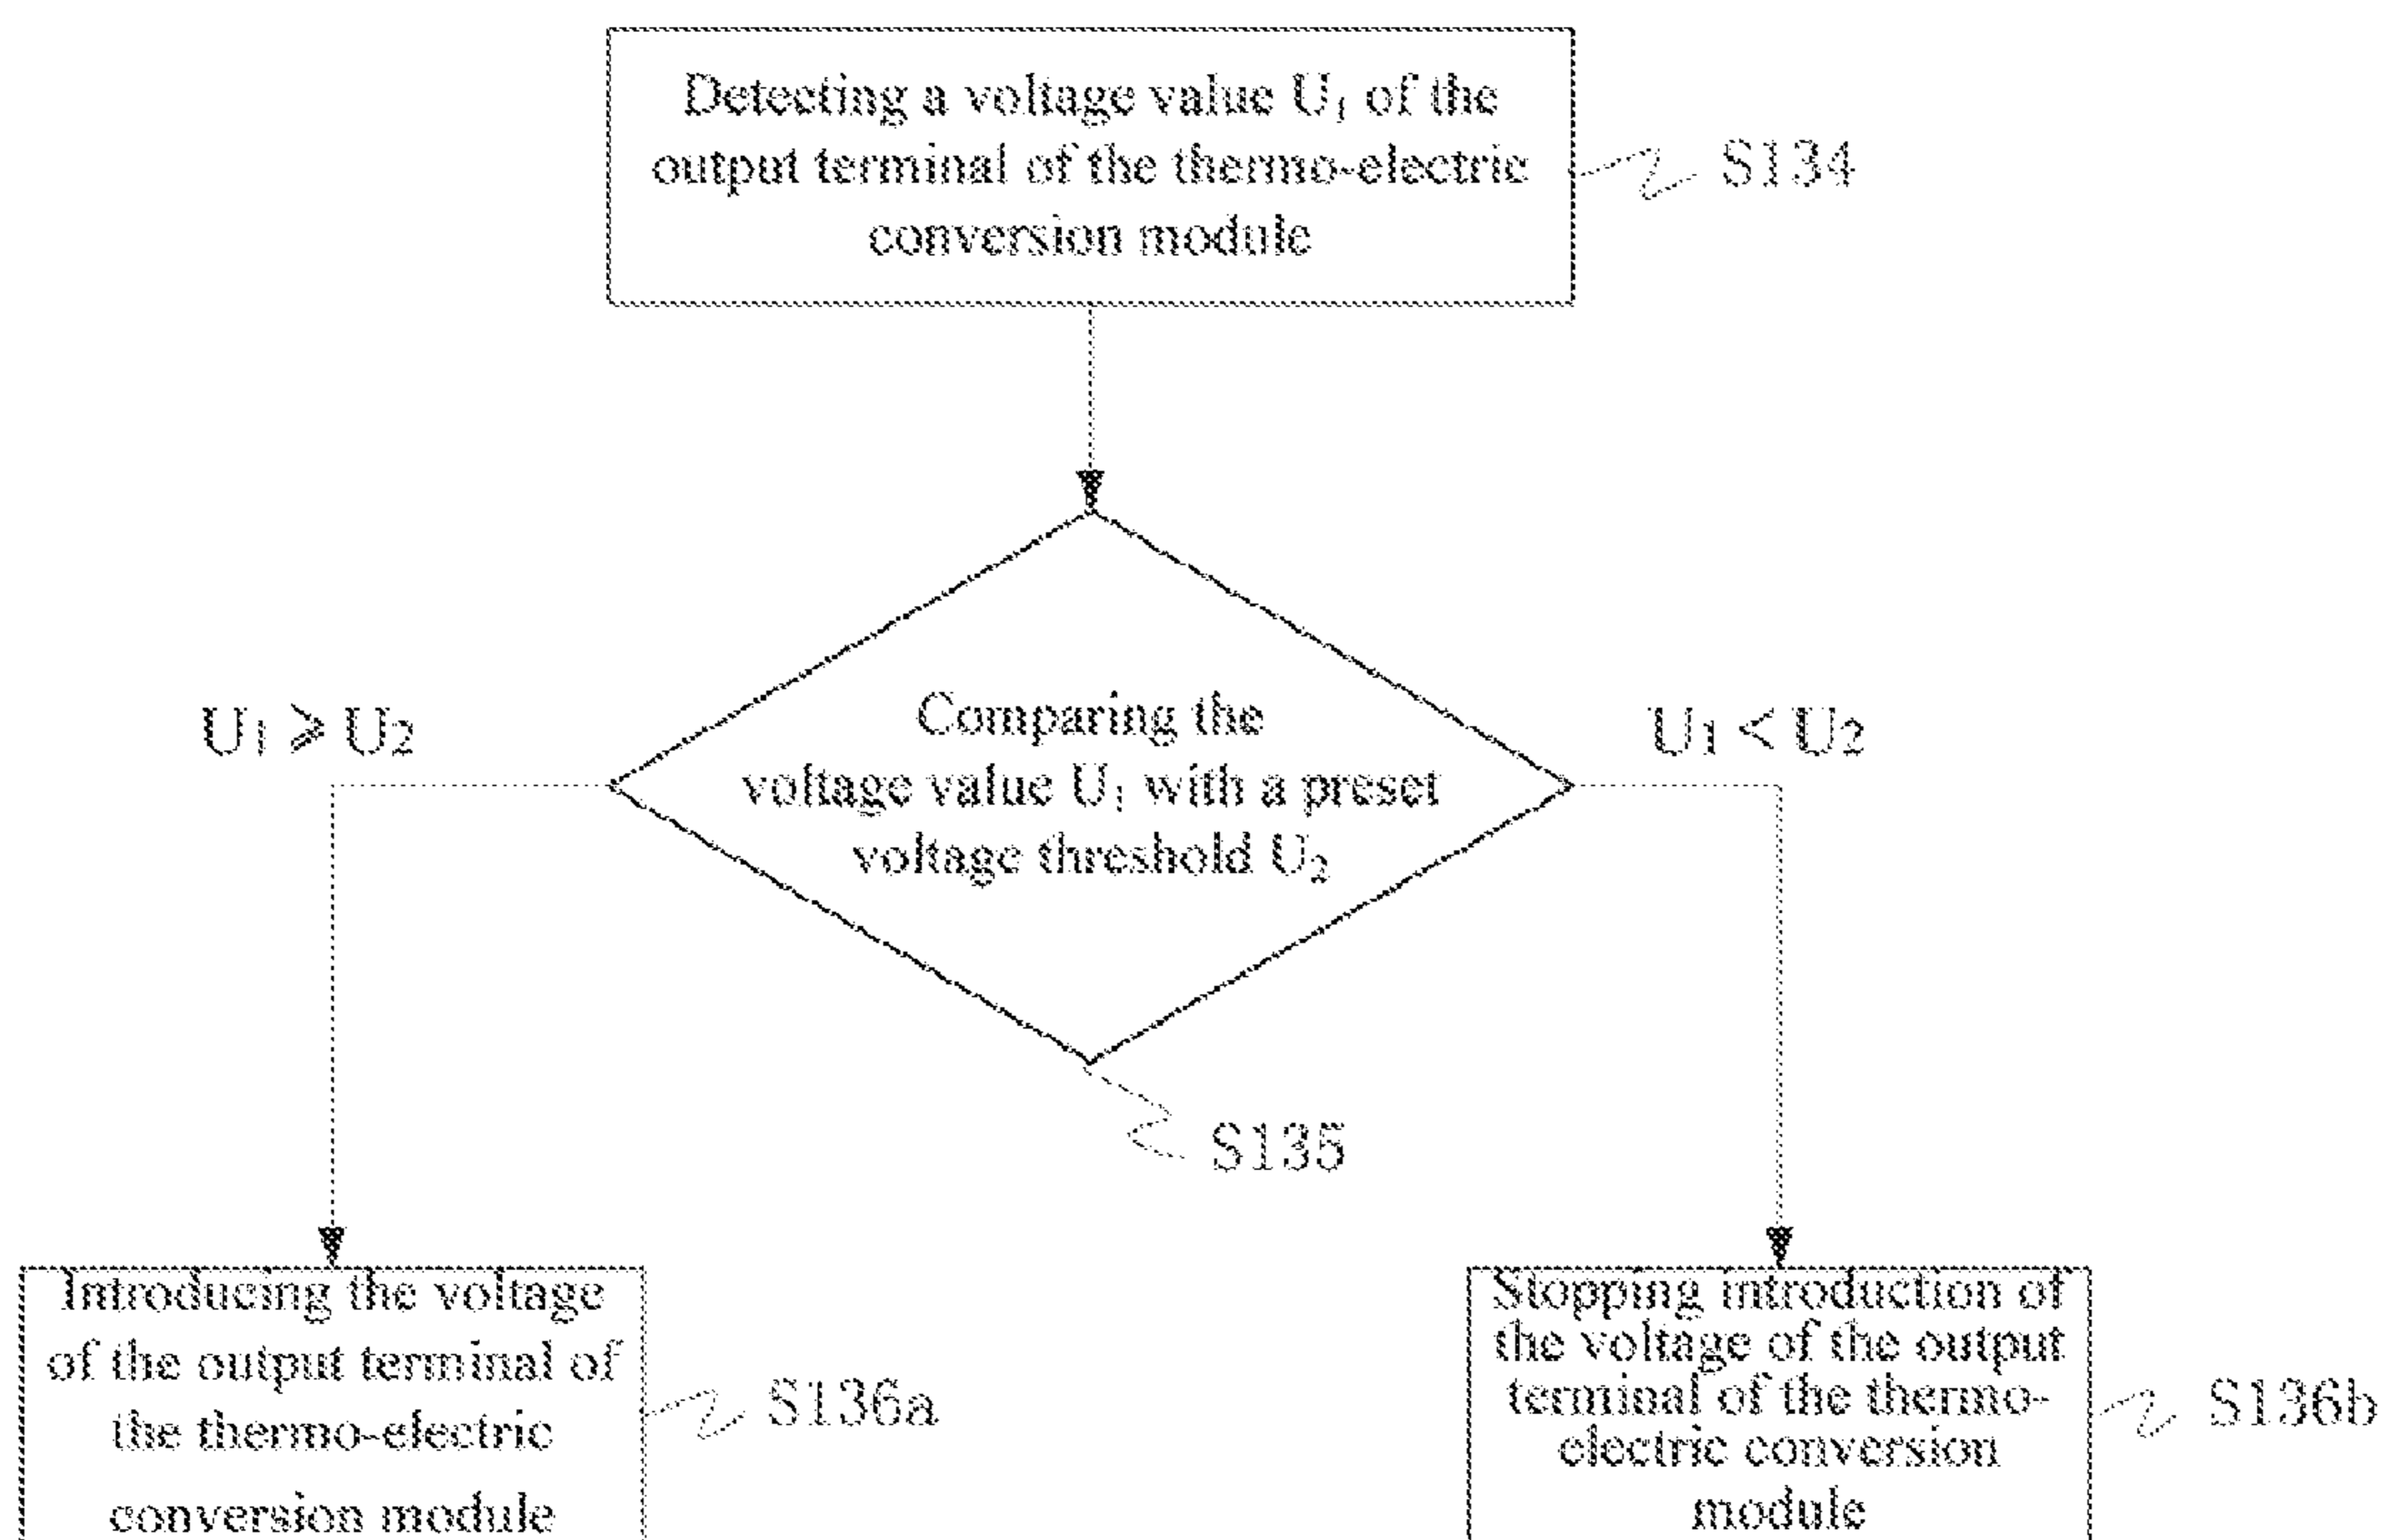 Detecting a voltage value U₁ of the
output terminal of the thermo-electric
conversion module
S134
U₁ ⩾ U₂
Comparing the
voltage value U₁ with a preset
voltage threshold U₂
U₁ < U₂
S135
Introducing the voltage
of the output terminal of
the thermo-electric
conversion module
S136a
Stopping introduction of
the voltage of the output
terminal of the thermo-
electric conversion
module
S136b